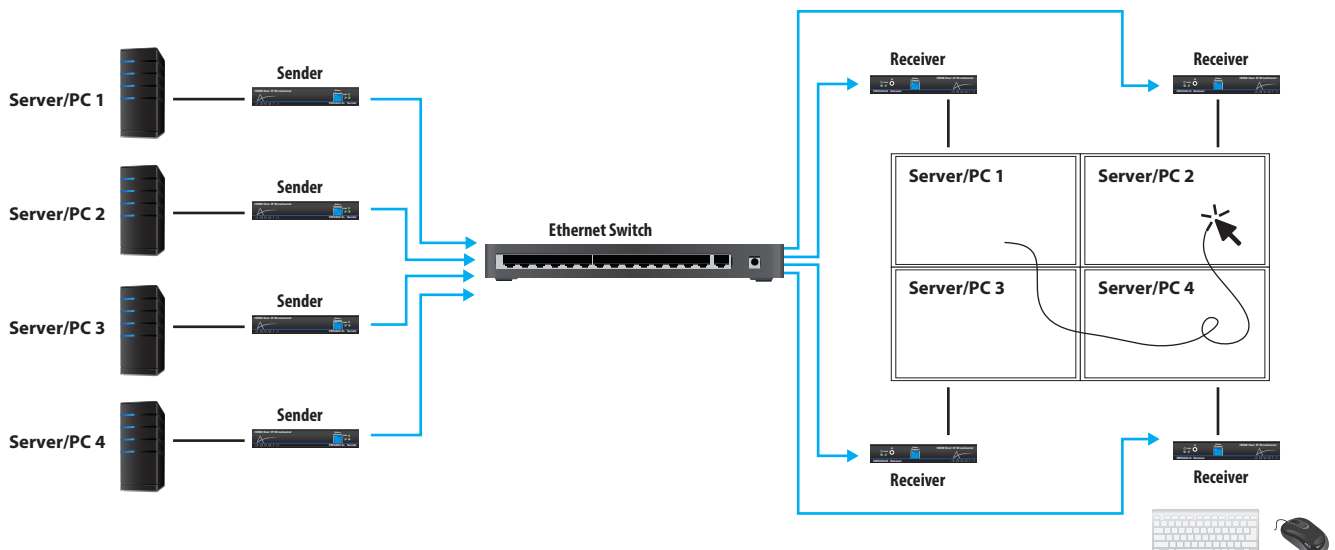 Server/PC 1
Sender
Server/PC 2
Sender
Server/PC 3
Sender
Server/PC 4
Sender
Ethernet Switch
Receiver
Receiver
Server/PC 1
Server/PC 2
Server/PC 3
Server/PC 4
Receiver
Receiver